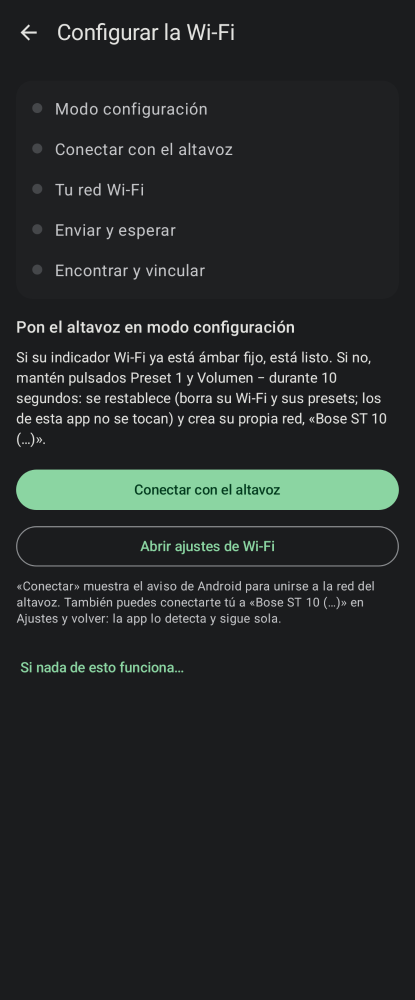 Configurar la Wi-Fi
Modo configuración
Conectar con el altavoz
Tu red Wi-Fi
Enviar y esperar
Encontrar y vincular
Pon el altavoz en modo configuración
Si su indicador Wi-Fi ya está ámbar fijo, está listo. Si no,
mantén pulsados Preset 1 y Volumen − durante 10
segundos: se restablece (borra su Wi-Fi y sus presets; los
de esta app no se tocan) y crea su propia red, «Bose ST 10
(…)».
Conectar con el altavoz
Abrir ajustes de Wi-Fi
«Conectar» muestra el aviso de Android para unirse a la red del
altavoz. También puedes conectarte tú a «Bose ST 10 (…)» en
Ajustes y volver: la app lo detecta y sigue sola.
Si nada de esto funciona…